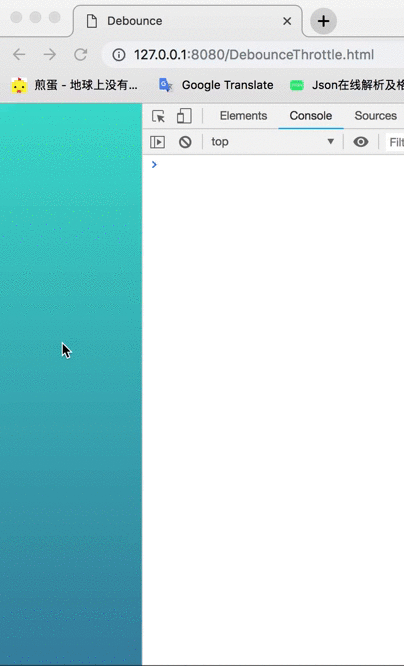 Debounce
127.0.0.1:8080/DebounceThrottle.html
煎蛋 - 地球上没有... Google Translate Json在线解析及格
Elements Console Sources
top Filt